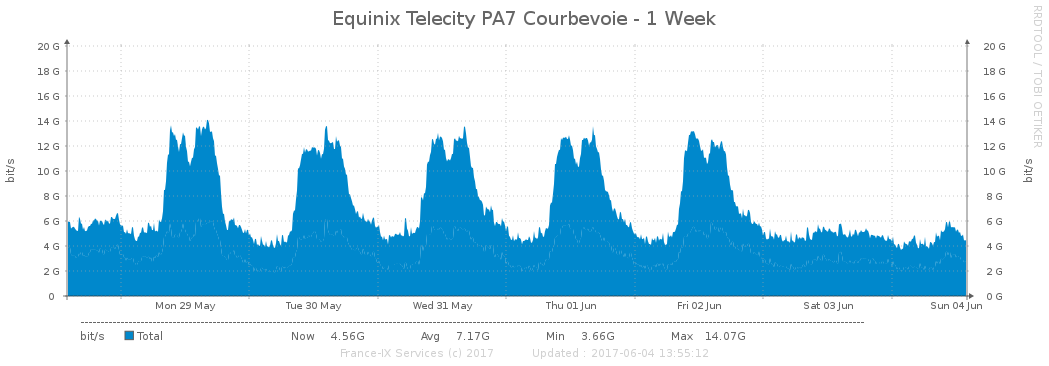 Equinix Telecity PA7 Courbevoie - 1 Week
RRDTOOL / TOBI OETIKER
20 G 20 G
18 G 18 G
16 G 16 G
14 G 14 G
12 G 12 G
10 G 10 G
8 G 8 G
6 G 6 G
4 G 4 G
2 G 2 G
0 0 G
bit/s bit/s
Mon 29 May Tue 30 May Wed 31 May Thu 01 Jun Fri 02 Jun Sat 03 Jun Sun 04 Jun
bit/s Total Now 4.56G Avg 7.17G Min 3.66G Max 14.07G
France-IX Services (c) 2017 Updated : 2017-06-04 13:55:12